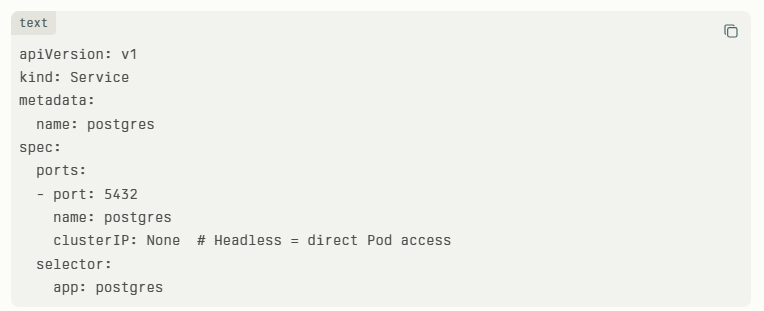 text
apiVersion: v1
kind: Service
metadata:
  name: postgres
spec:
  ports:
  - port: 5432
    name: postgres
    clusterIP: None  # Headless = direct Pod access
  selector:
    app: postgres